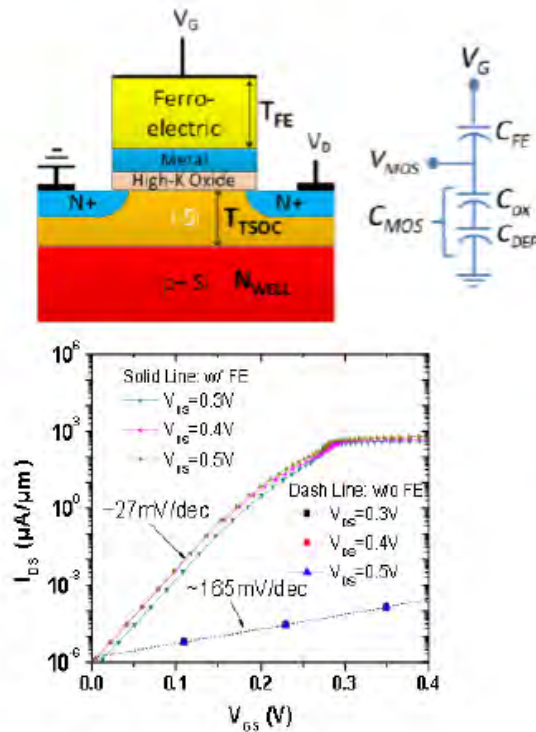 V_G
Ferro-
electric
T_FE
Metal
High-K Oxide
V_D
N+
N+
T_TSOC
N_WELL
V_G
C_FE
V_MOS
C_MOS
C_OX
C_DEP
10^6
10^3
10^0
10^-3
10^-6
I_DS (μA/μm)
Solid Line: w/ FE
V_DS=0.3V
V_DS=0.4V
V_DS=0.5V
~27mV/dec
Dash Line: w/o FE
V_DS=0.3V
V_DS=0.4V
V_DS=0.5V
~165mV/dec
0.0 0.1 0.2 0.3 0.4
V_GS (V)